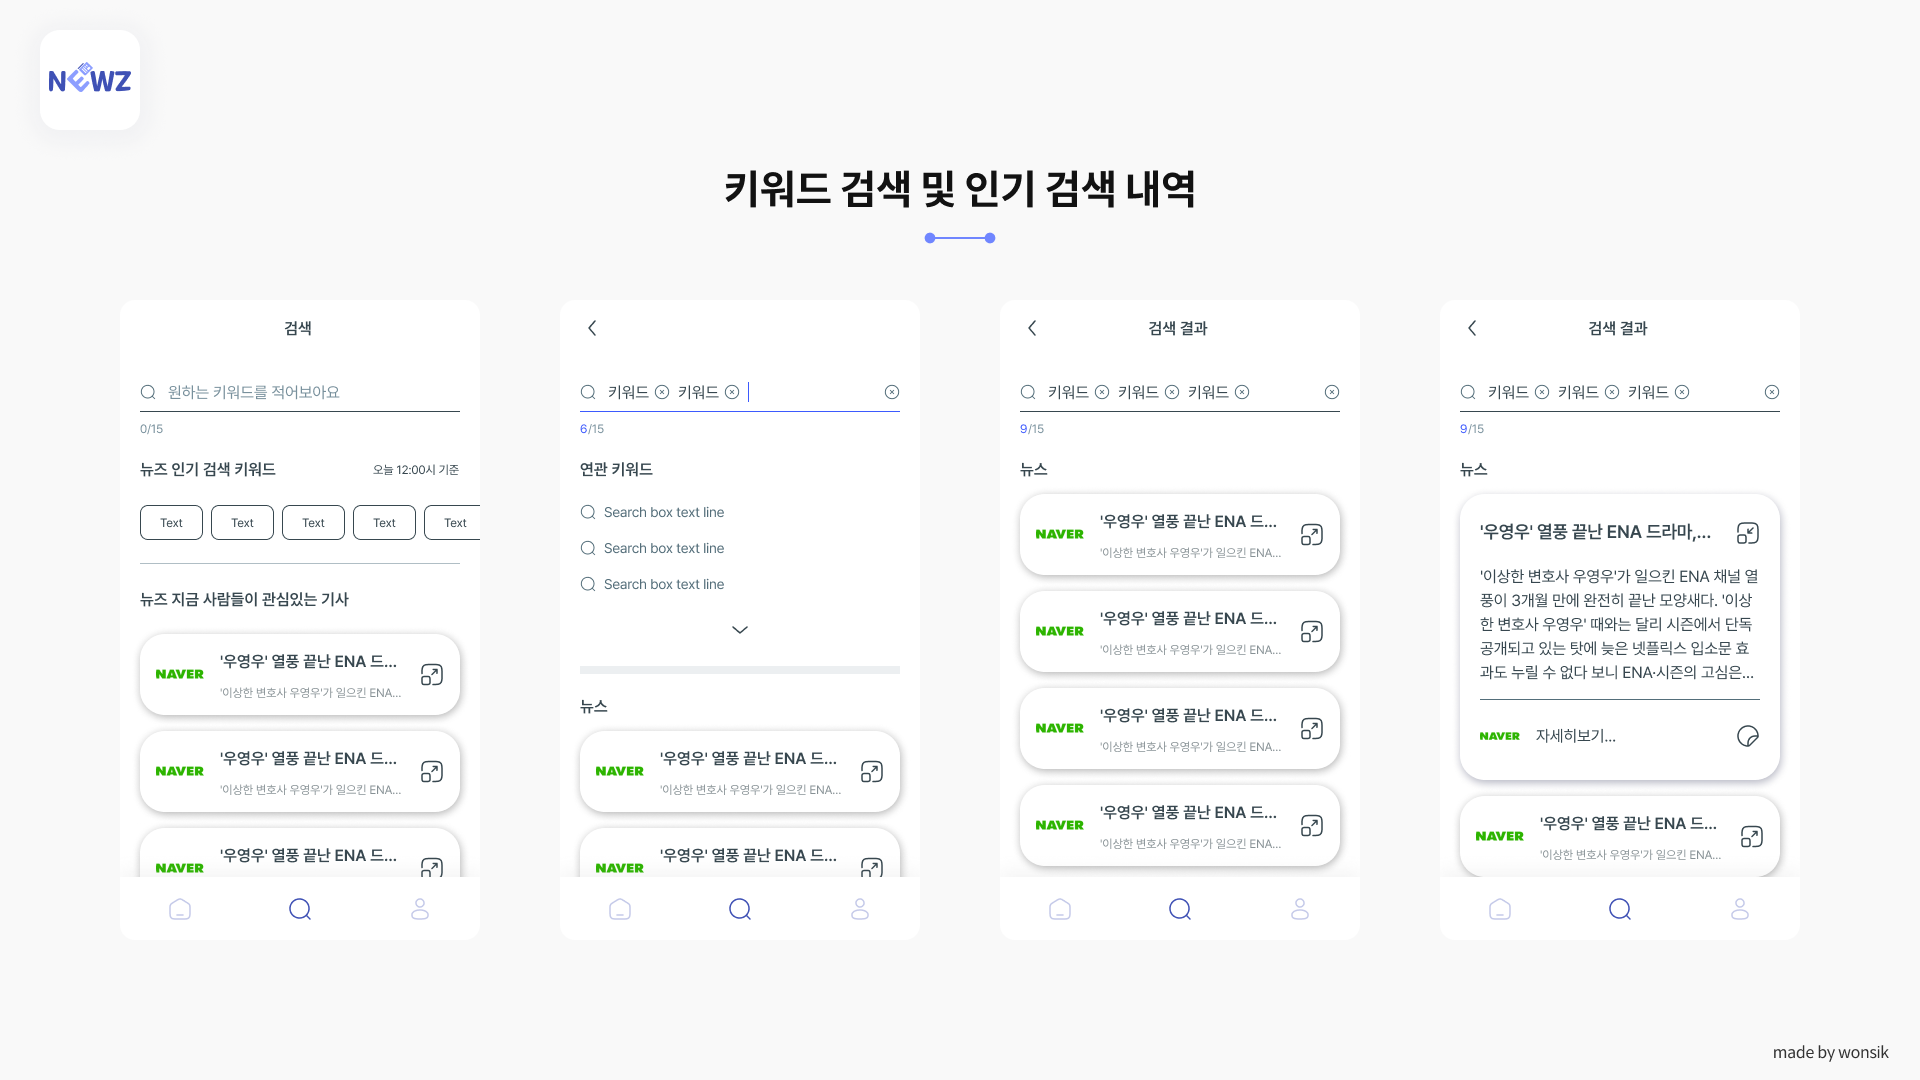 NEWZ
키워드 검색 및 인기 검색 내역
검색
원하는 키워드를 적어보아요
0/15
뉴즈 인기 검색 키워드
오늘 12:00시 기준
Text
Text
Text
Text
Text
뉴즈 지금 사람들이 관심있는 기사
NAVER
'우영우' 열풍 끝난 ENA 드...
'이상한 변호사 우영우'가 일으킨 ENA...
NAVER
'우영우' 열풍 끝난 ENA 드...
'이상한 변호사 우영우'가 일으킨 ENA...
NAVER
'우영우' 열풍 끝난 ENA 드...
키워드 키워드
6/15
연관 키워드
Search box text line
Search box text line
Search box text line
뉴스
NAVER
'우영우' 열풍 끝난 ENA 드...
'이상한 변호사 우영우'가 일으킨 ENA...
NAVER
'우영우' 열풍 끝난 ENA 드...
검색 결과
키워드 키워드 키워드
9/15
뉴스
NAVER
'우영우' 열풍 끝난 ENA 드...
'이상한 변호사 우영우'가 일으킨 ENA...
NAVER
'우영우' 열풍 끝난 ENA 드...
'이상한 변호사 우영우'가 일으킨 ENA...
NAVER
'우영우' 열풍 끝난 ENA 드...
'이상한 변호사 우영우'가 일으킨 ENA...
NAVER
'우영우' 열풍 끝난 ENA 드...
'이상한 변호사 우영우'가 일으킨 ENA...
검색 결과
키워드 키워드 키워드
9/15
뉴스
'우영우' 열풍 끝난 ENA 드라마,...
'이상한 변호사 우영우'가 일으킨 ENA 채널 열
풍이 3개월 만에 완전히 끝난 모양새다. '이상
한 변호사 우영우' 때와는 달리 시즌에서 단독
공개되고 있는 탓에 늦은 넷플릭스 입소문 효
과도 누릴 수 없다 보니 ENA·시즌의 고심은...
NAVER 자세히보기...
NAVER
'우영우' 열풍 끝난 ENA 드...
'이상한 변호사 우영우'가 일으킨 ENA...
made by wonsik